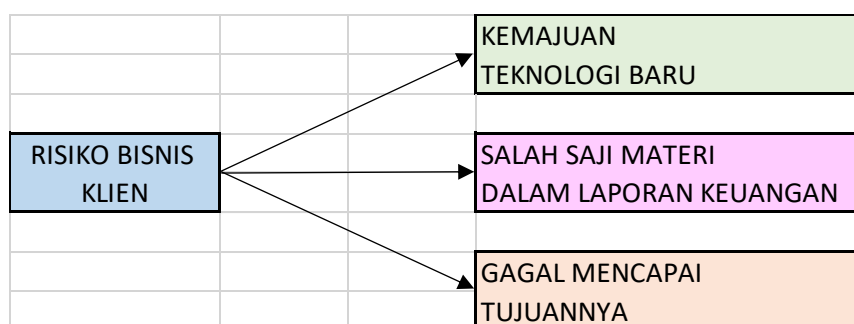 KEMAJUAN
TEKNOLOGI BARU
RISIKO BISNIS
KLIEN
SALAH SAJI MATERI
DALAM LAPORAN KEUANGAN
GAGAL MENCAPAI
TUJUANNYA